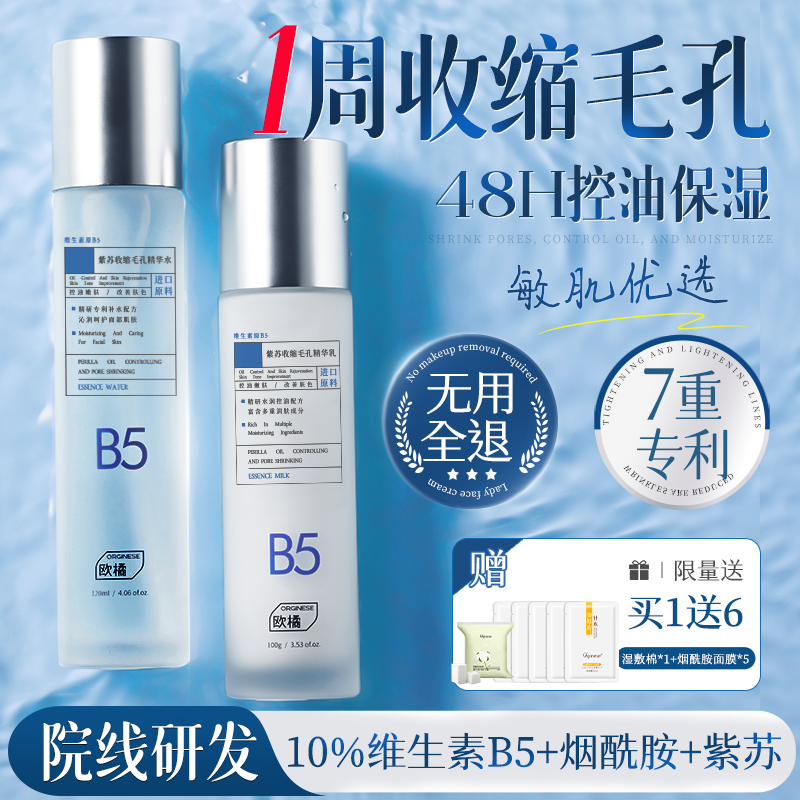 1周收缩毛孔
48H控油保湿
SHRINK PORES, CONTROL OIL, AND MOISTURIZE
敏肌优选
No makeup removal required
无用
全退
Lady face cream
TIGHTENING AND LIGHTENING LINES
7重
专利
WRINKLES ARE REDUCED
维生素原B5
紫苏收缩毛孔精华水
Oil Control And Skin Rejuvenation
Skin Tone Improvement
控油嫩肤 / 改善肤色
进口
原料
精研专利补水配方
沁润呵护面部肌肤
Moisturizing And Caring
For Facial Skin
PERILLA OIL CONTROLLING
AND PORE SHRINKING
ESSENCE WATER
B5
ORGINESE
欧橘
120ml / 4.06 of.oz.
维生素原B5
紫苏收缩毛孔精华乳
Oil Control And Skin Rejuvenation
Skin Tone Improvement
控油嫩肤 / 改善肤色
进口
原料
精研水润控油配方
富含多重润肤成分
Rich In Multiple
Moisturizing Ingredients
PERILLA OIL CONTROLLING
AND PORE SHRINKING
ESSENCE MILK
B5
ORGINESE
欧橘
100g / 3.53 of.oz.
赠
限量送
买1送6
湿敷棉*1+烟酰胺面膜*5
院线研发
10%维生素B5+烟酰胺+紫苏